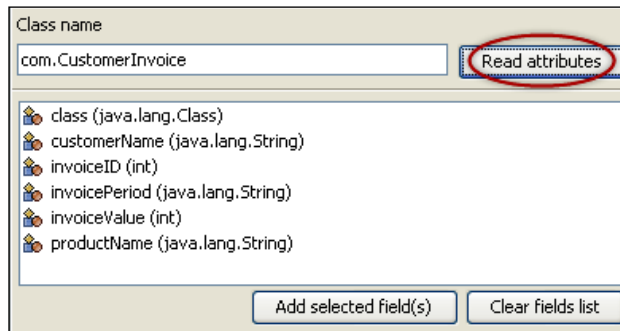 Class name
com.CustomerInvoice
Read attributes
class (java.lang.Class)
customerName (java.lang.String)
invoiceID (int)
invoicePeriod (java.lang.String)
invoiceValue (int)
productName (java.lang.String)
Add selected field(s)
Clear fields list